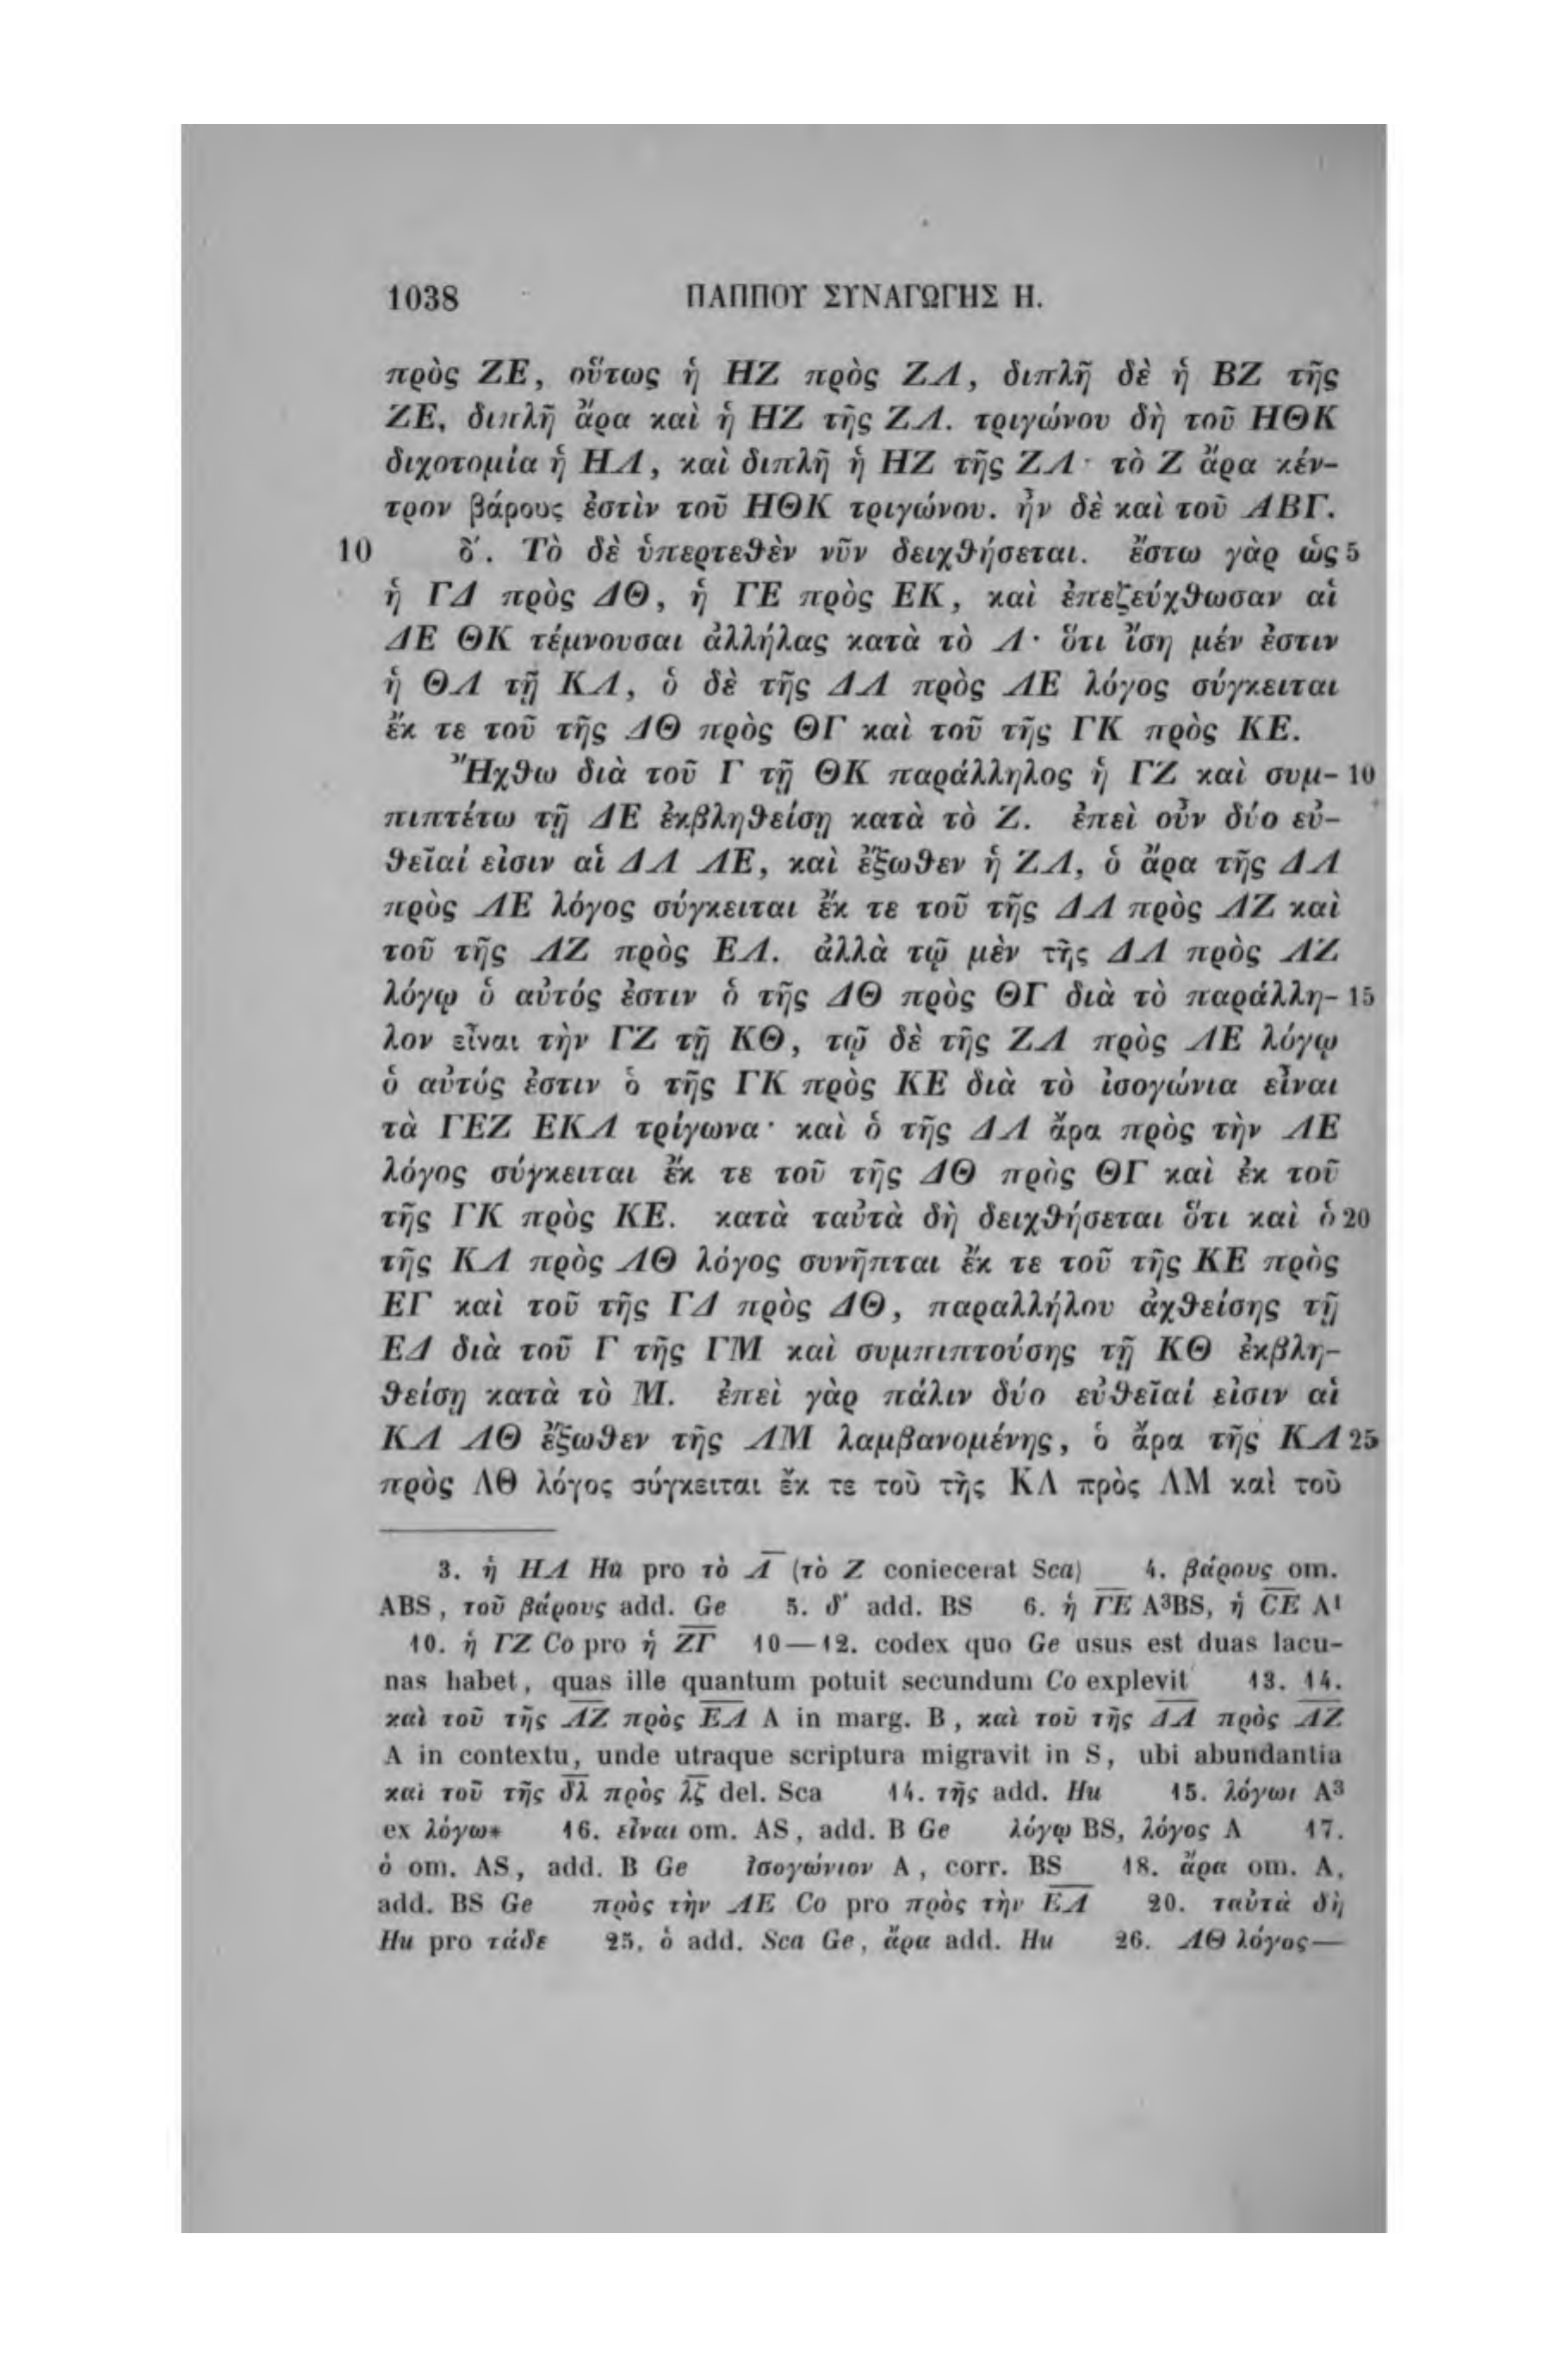 1038 ΠΑΠΠΟΥ ΣΥΝΑΓΩΓΗΣ Η.
πρὸς ΖΕ, οὕτως ἡ ΗΖ πρὸς ΖΛ, διπλῆ δὲ ἡ ΒΖ τῆς
ΖΕ, διπλῆ ἄρα καὶ ἡ ΗΖ τῆς ΖΛ. τριγώνου δὴ τοῦ ΗΘΚ
διχοτομία ἡ ΗΛ, καὶ διπλῆ ἡ ΗΖ τῆς ΖΛ· τὸ Ζ ἄρα κέν-
τρον βάρους ἐστὶν τοῦ ΗΘΚ τριγώνου. ἦν δὲ καὶ τοῦ ΑΒΓ.
10 δ΄. Τὸ δὲ ὑπερτεθὲν νῦν δειχθήσεται. ἔστω γὰρ ὡς 5
ἡ ΓΔ πρὸς ΔΘ, ἡ ΓΕ πρὸς ΕΚ, καὶ ἐπεζεύχθωσαν αἱ
ΔΕ ΘΚ τέμνουσαι ἀλλήλας κατὰ τὸ Λ· ὅτι ἴση μέν ἐστιν
ἡ ΘΛ τῇ ΚΛ, ὁ δὲ τῆς ΔΛ πρὸς ΛΕ λόγος σύγκειται
ἔκ τε τοῦ τῆς ΔΘ πρὸς ΘΓ καὶ τοῦ τῆς ΓΚ πρὸς ΚΕ.
Ἤχθω διὰ τοῦ Γ τῇ ΘΚ παράλληλος ἡ ΓΖ καὶ συμ- 10
πιπτέτω τῇ ΔΕ ἐκβληθείσῃ κατὰ τὸ Ζ. ἐπεὶ οὖν δύο εὐ-
θεῖαί εἰσιν αἱ ΔΛ ΛΕ, καὶ ἔξωθεν ἡ ΖΛ, ὁ ἄρα τῆς ΔΛ
πρὸς ΛΕ λόγος σύγκειται ἔκ τε τοῦ τῆς ΔΛ πρὸς ΛΖ καὶ
τοῦ τῆς ΛΖ πρὸς ΕΛ. ἀλλὰ τῷ μὲν τῆς ΔΛ πρὸς ΛΖ
λόγῳ ὁ αὐτός ἐστιν ὁ τῆς ΔΘ πρὸς ΘΓ διὰ τὸ παράλλη- 15
λον εἶναι τὴν ΓΖ τῇ ΚΘ, τῷ δὲ τῆς ΖΛ πρὸς ΛΕ λόγῳ
ὁ αὐτός ἐστιν ὁ τῆς ΓΚ πρὸς ΚΕ διὰ τὸ ἰσογώνια εἶναι
τὰ ΓΕΖ ΕΚΛ τρίγωνα· καὶ ὁ τῆς ΔΛ ἄρα πρὸς τὴν ΛΕ
λόγος σύγκειται ἔκ τε τοῦ τῆς ΔΘ πρὸς ΘΓ καὶ ἐκ τοῦ
τῆς ΓΚ πρὸς ΚΕ. κατὰ ταὐτὰ δὴ δειχθήσεται ὅτι καὶ ὁ 20
τῆς ΚΛ πρὸς ΛΘ λόγος συνῆπται ἔκ τε τοῦ τῆς ΚΕ πρὸς
ΕΓ καὶ τοῦ τῆς ΓΔ πρὸς ΔΘ, παραλλήλου ἀχθείσης τῇ
ΕΔ διὰ τοῦ Γ τῆς ΓΜ καὶ συμπιπτούσης τῇ ΚΘ ἐκβλη-
θείσῃ κατὰ τὸ Μ. ἐπεὶ γὰρ πάλιν δύο εὐθεῖαί εἰσιν αἱ
ΚΛ ΛΘ ἔξωθεν τῆς ΛΜ λαμβανομένης, ὁ ἄρα τῆς ΚΛ 25
πρὸς ΛΘ λόγος σύγκειται ἔκ τε τοῦ τῆς ΚΛ πρὸς ΛΜ καὶ τοῦ
3. ἡ ΗΛ Hu pro τὸ Λ̅ (τὸ Ζ coniecerat Sca) 4. βάρους om.
ABS, τοῦ βάρους add. Ge 5. δ' add. BS 6. ἡ Γ̅Ε̅ A³BS, ἡ C̅E̅ A¹
10. ἡ ΓΖ Co pro ἡ Ζ̅Γ̅ 10—12. codex quo Ge usus est duas lacu-
nas habet, quas ille quantum potuit secundum Co explevit 13. 14.
καὶ τοῦ τῆς Λ̅Ζ̅ πρὸς Ε̅Λ̅ A in marg. B, καὶ τοῦ τῆς Δ̅Λ̅ πρὸς Λ̅Ζ̅
A in contextu, unde utraque scriptura migravit in S, ubi abundantia
καὶ τοῦ τῆς δ̅λ̅ πρὸς λ̅ζ̅ del. Sca 14. τῆς add. Hu 15. λόγωι A³
ex λόγω* 16. εἶναι om. AS, add. B Ge λόγῳ BS, λόγος A 17.
ὁ om. AS, add. B Ge ἰσογώνιον A, corr. BS 18. ἄρα om. A,
add. BS Ge πρὸς τὴν ΛΕ Co pro πρὸς τὴν Ε̅Λ̅ 20. ταὐτὰ δὴ
Hu pro τάδε 25. ὁ add. Sca Ge, ἄρα add. Hu 26. ΛΘ λόγος—